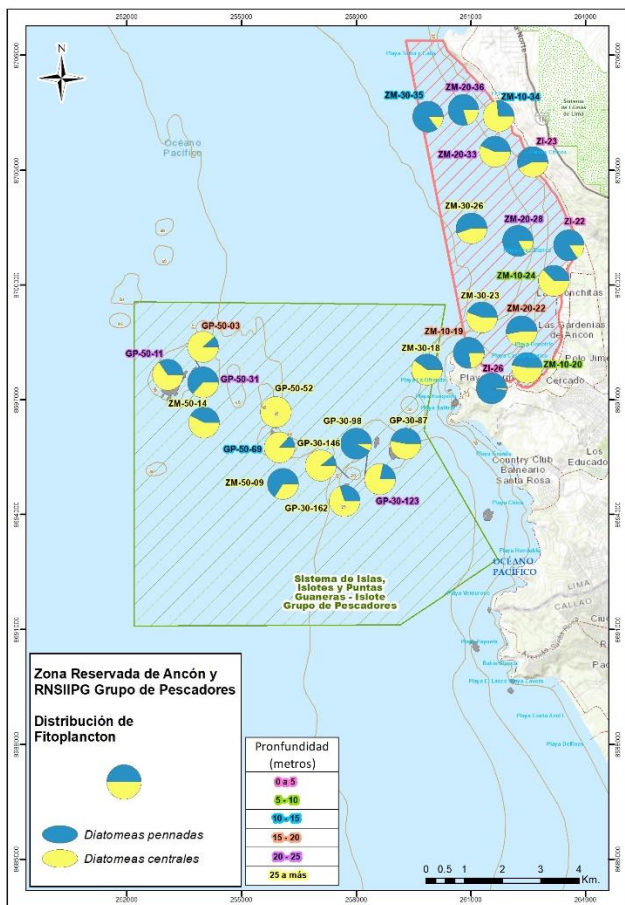 252000 255000 258000 261000 264000
N
Océano
Pacífico
Sistema
de Lomas
de Lima
ZM-30-35
ZM-20-36
ZM-10-34
ZM-20-33
ZI-23
ZM-30-26
ZM-20-28
ZI-22
ZM-10-24
ZM-30-23
ZM-20-22
Las Gardenias
de Ancon
ZM-10-19
Polo Jim
ZM-30-18
ZI-26
ZM-10-20
Cercado
GP-50-03
GP-50-11
GP-50-31
GP-50-52
ZM-50-14
GP-30-98
GP-30-87
GP-50-69
GP-30-146
ZM-50-09
GP-30-123
GP-30-162
Country Club
Balneario
Santa Rosa
Los
Educador
OCÉANO
PACÍFICO
LIMA
CALLAO
Sistema de Islas,
Islotes y Puntas
Guaneras - Islote
Grupo de Pescadores
Zona Reservada de Ancón y
RNSIIPG Grupo de Pescadores
Distribución de
Fitoplancton
Diatomeas pennadas
Diatomeas centrales
Pronfundidad
(metros)
0 a 5
5 - 10
10 - 15
15 - 20
20 - 25
25 a más
0 0.5 1 2 3 4
Km.
252000 255000 258000 261000 264000